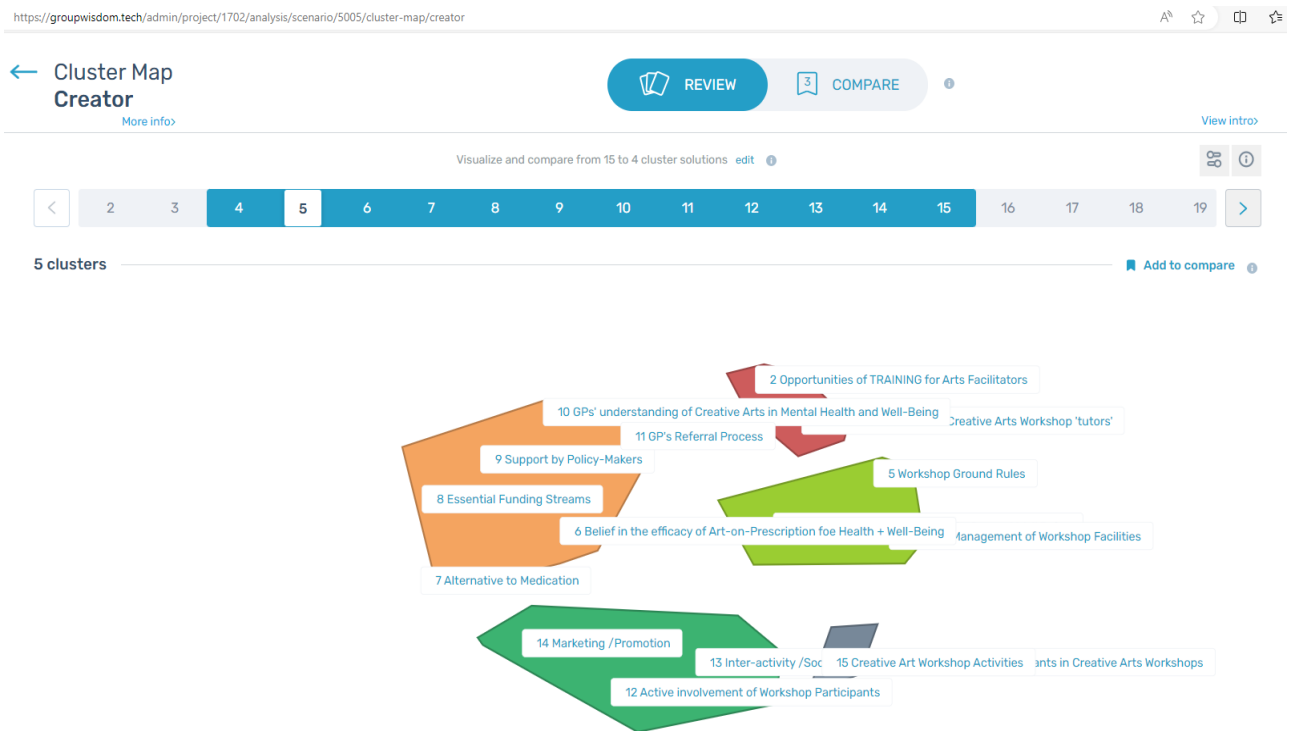 https://groupwisdom.tech/admin/project/1702/analysis/scenario/5005/cluster-map/creator
Cluster Map
Creator
More info>
REVIEW
3 COMPARE
View intro>
Visualize and compare from 15 to 4 cluster solutions edit
2 3 4 5 6 7 8 9 10 11 12 13 14 15 16 17 18 19
5 clusters
Add to compare
2 Opportunities of TRAINING for Arts Facilitators
10 GPs' understanding of Creative Arts in Mental Health and Well-Being
Creative Arts Workshop 'tutors'
11 GP's Referral Process
9 Support by Policy-Makers
5 Workshop Ground Rules
8 Essential Funding Streams
6 Belief in the efficacy of Art-on-Prescription foe Health + Well-Being
Management of Workshop Facilities
7 Alternative to Medication
14 Marketing /Promotion
13 Inter-activity /Soc
15 Creative Art Workshop Activities
ants in Creative Arts Workshops
12 Active involvement of Workshop Participants